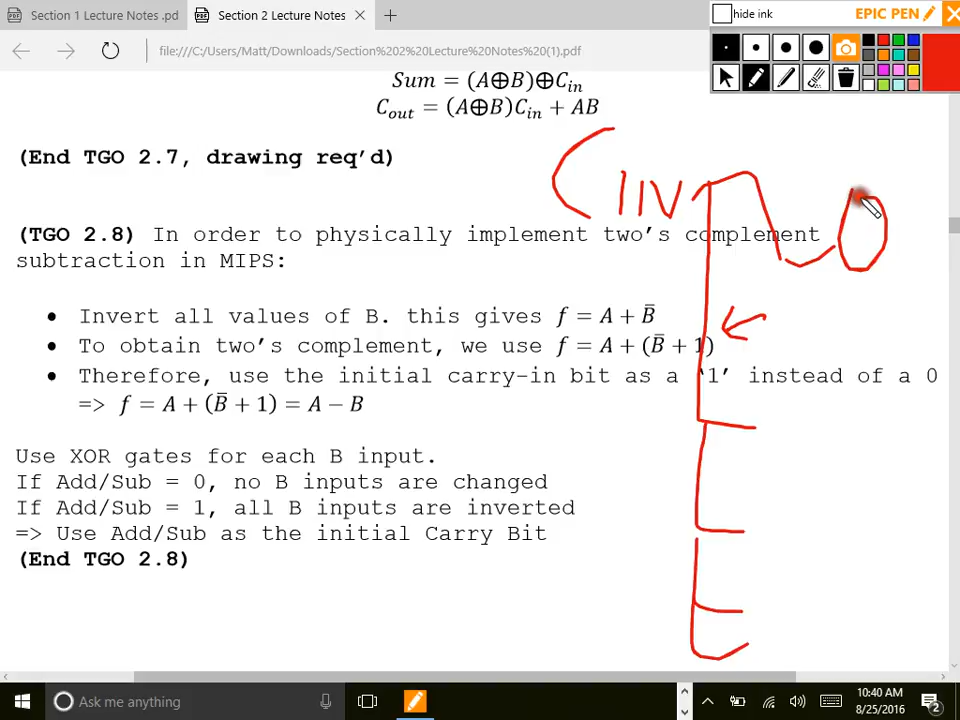 Section 1 Lecture Notes .pd
Section 2 Lecture Notes
hide ink
EPIC PEN
file:///C:/Users/Matt/Downloads/Section%202%20Lecture%20Notes%20(1).pdf
Sum = (A⊕B)⊕Cin
Cout = (A⊕B)Cin + AB
(End TGO 2.7, drawing req’d)
CIN
0
(TGO 2.8) In order to physically implement two’s complement
subtraction in MIPS:
• Invert all values of B. this gives f = A + B̄
• To obtain two’s complement, we use f = A + (B̄ + 1)
• Therefore, use the initial carry-in bit as a ‘1’ instead of a 0
=> f = A + (B̄ + 1) = A − B
Use XOR gates for each B input.
If Add/Sub = 0, no B inputs are changed
If Add/Sub = 1, all B inputs are inverted
=> Use Add/Sub as the initial Carry Bit
(End TGO 2.8)
Ask me anything
10:40 AM
8/25/2016
2